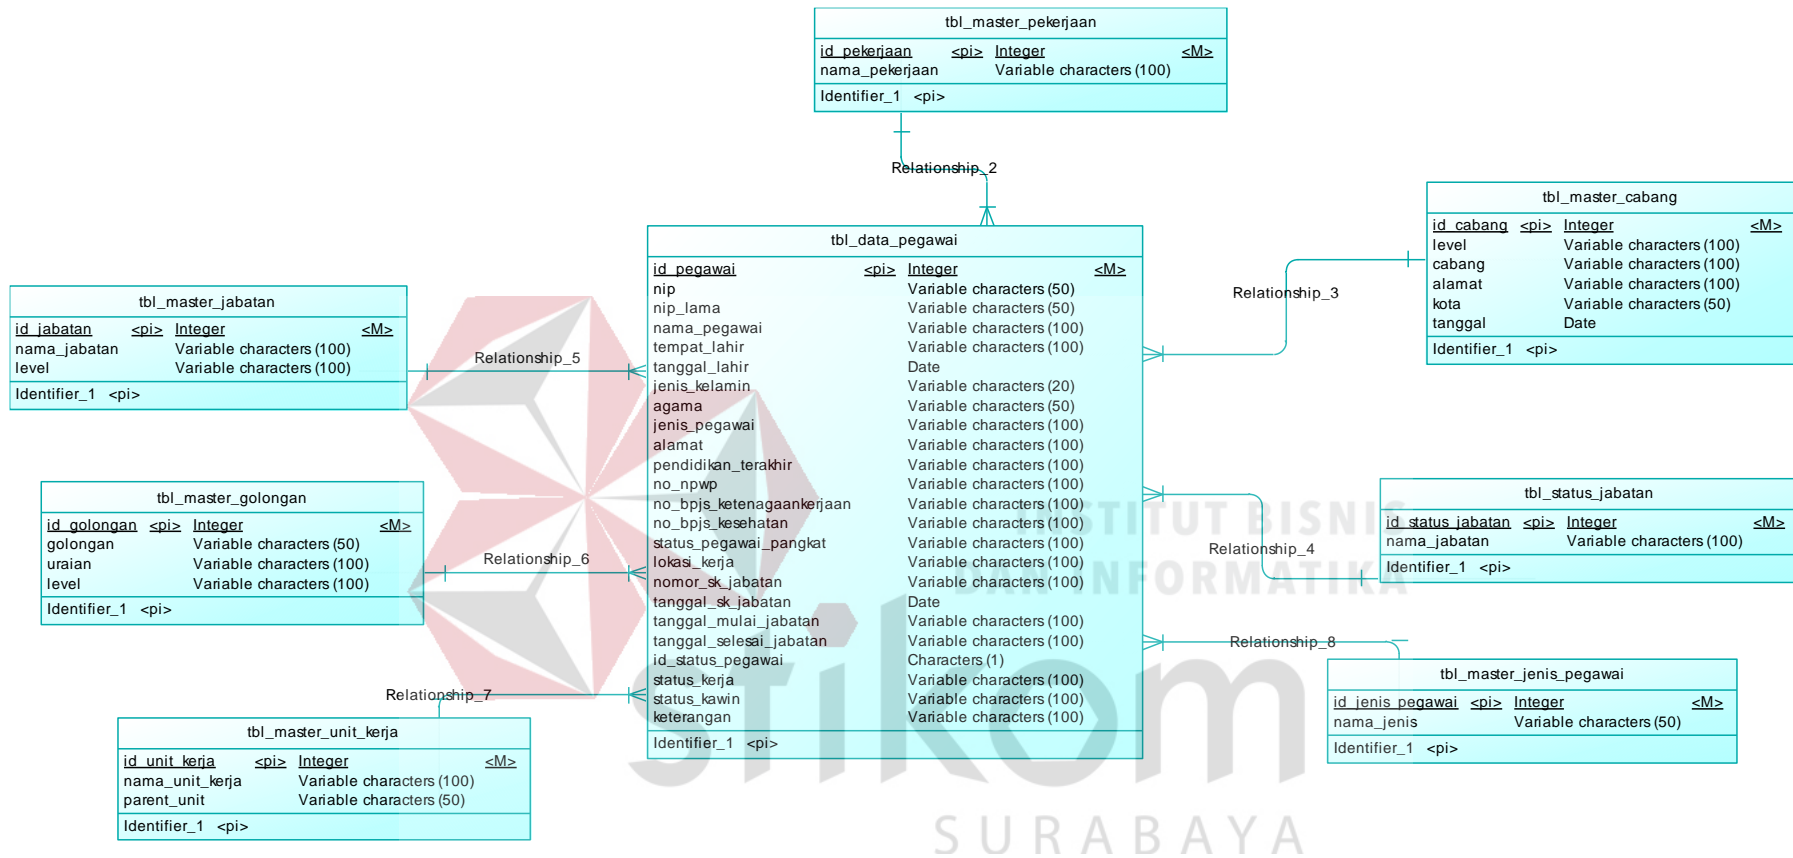 tbl_master_pekerjaan
id_pekerjaan <pi> Integer <M>
nama_pekerjaan Variable characters (100)
Identifier_1 <pi>
Relationship_2
tbl_master_cabang
id_cabang <pi> Integer <M>
level Variable characters (100)
cabang Variable characters (100)
alamat Variable characters (100)
kota Variable characters (50)
tanggal Date
Identifier_1 <pi>
Relationship_3
tbl_data_pegawai
id_pegawai <pi> Integer <M>
nip Variable characters (50)
nip_lama Variable characters (50)
nama_pegawai Variable characters (100)
tempat_lahir Variable characters (100)
tanggal_lahir Date
jenis_kelamin Variable characters (20)
agama Variable characters (50)
jenis_pegawai Variable characters (100)
alamat Variable characters (100)
pendidikan_terakhir Variable characters (100)
no_npwp Variable characters (100)
no_bpjs_ketenagaankerjaan Variable characters (100)
no_bpjs_kesehatan Variable characters (100)
status_pegawai_pangkat Variable characters (100)
lokasi_kerja Variable characters (100)
nomor_sk_jabatan Variable characters (100)
tanggal_sk_jabatan Date
tanggal_mulai_jabatan Variable characters (100)
tanggal_selesai_jabatan Variable characters (100)
id_status_pegawai Characters (1)
status_kerja Variable characters (100)
status_kawin Variable characters (100)
keterangan Variable characters (100)
Identifier_1 <pi>
tbl_master_jabatan
id_jabatan <pi> Integer <M>
nama_jabatan Variable characters (100)
level Variable characters (100)
Identifier_1 <pi>
Relationship_5
tbl_master_golongan
id_golongan <pi> Integer <M>
golongan Variable characters (50)
uraian Variable characters (100)
level Variable characters (100)
Identifier_1 <pi>
Relationship_6
tbl_status_jabatan
id_status_jabatan <pi> Integer <M>
nama_jabatan Variable characters (100)
Identifier_1 <pi>
Relationship_4
Relationship_8
tbl_master_jenis_pegawai
id_jenis_pegawai <pi> Integer <M>
nama_jenis Variable characters (50)
Identifier_1 <pi>
Relationship_7
tbl_master_unit_kerja
id_unit_kerja <pi> Integer <M>
nama_unit_kerja Variable characters (100)
parent_unit Variable characters (50)
Identifier_1 <pi>
INSTITUT BISNIS
DAN INFORMATIKA
stikom
SURABAYA